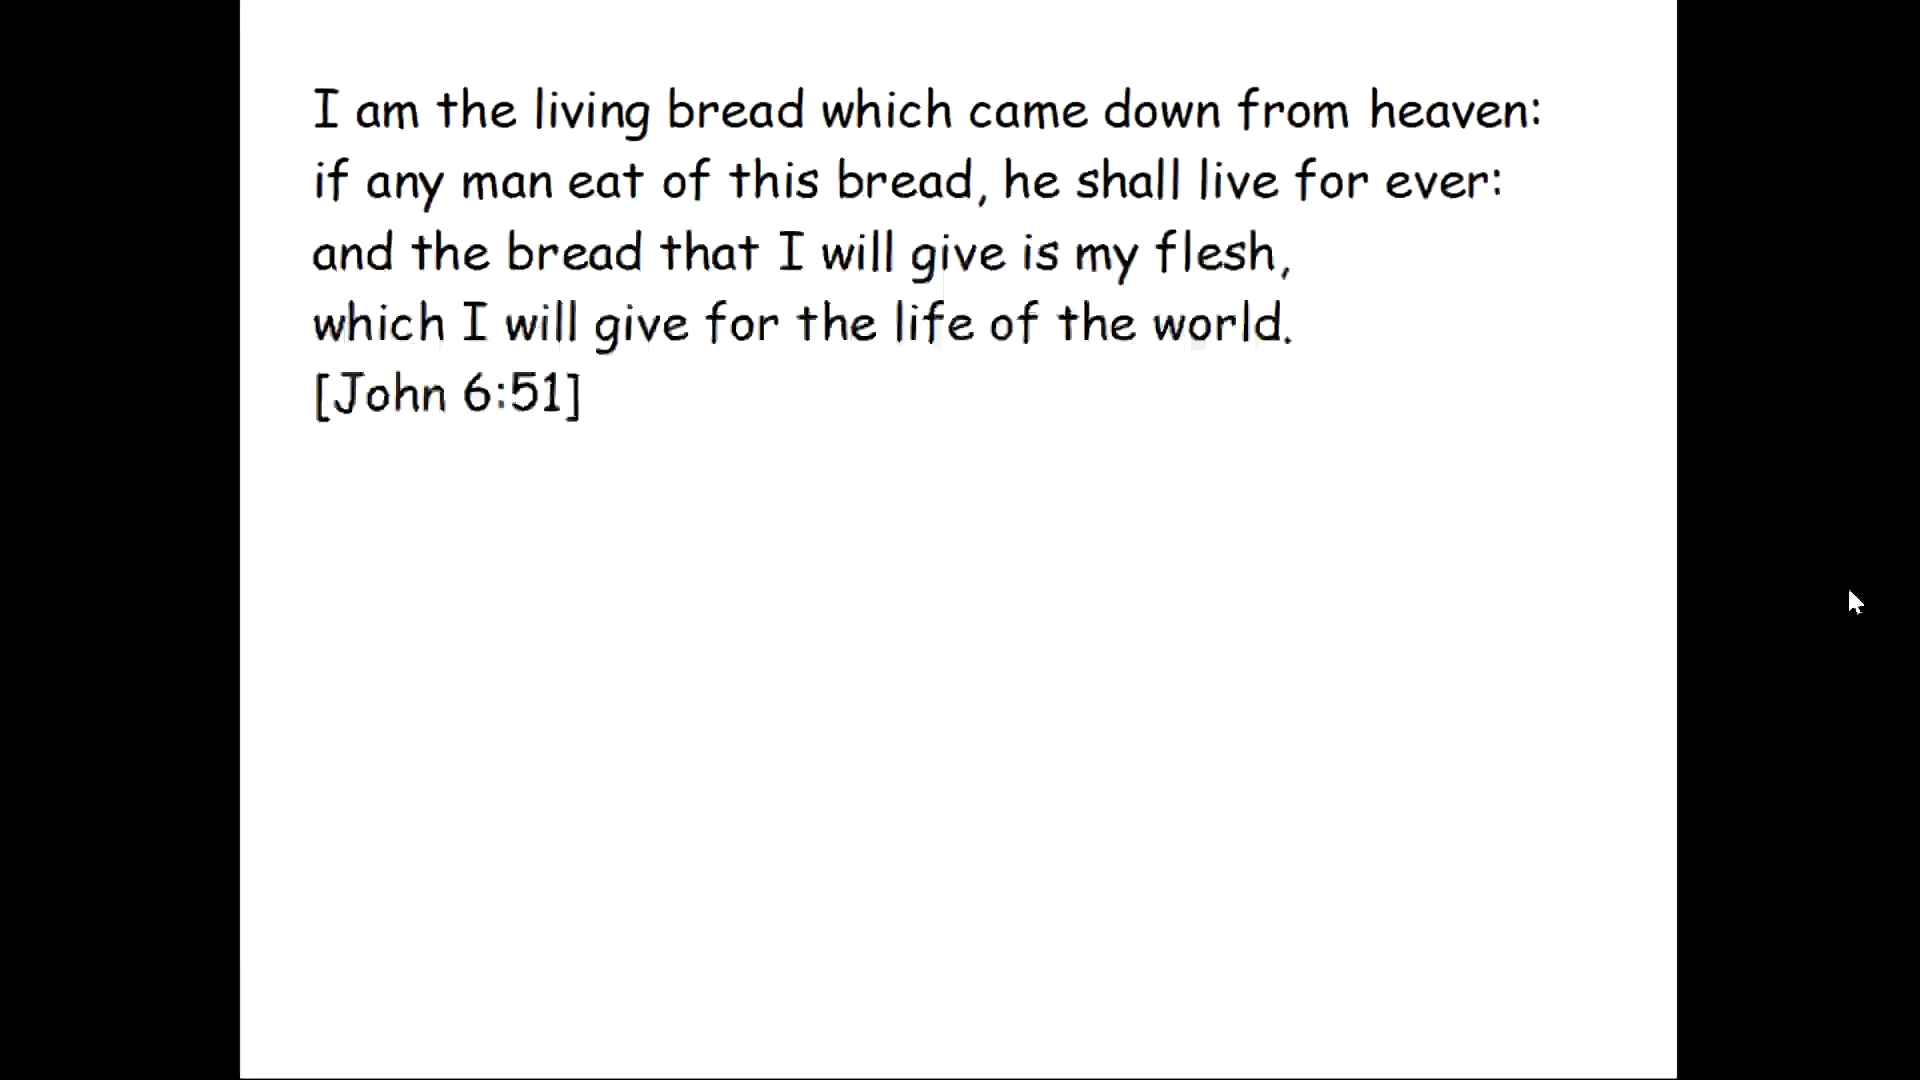 I am the living bread which came down from heaven:
if any man eat of this bread, he shall live for ever:
and the bread that I will give is my flesh,
which I will give for the life of the world.
[John 6:51]